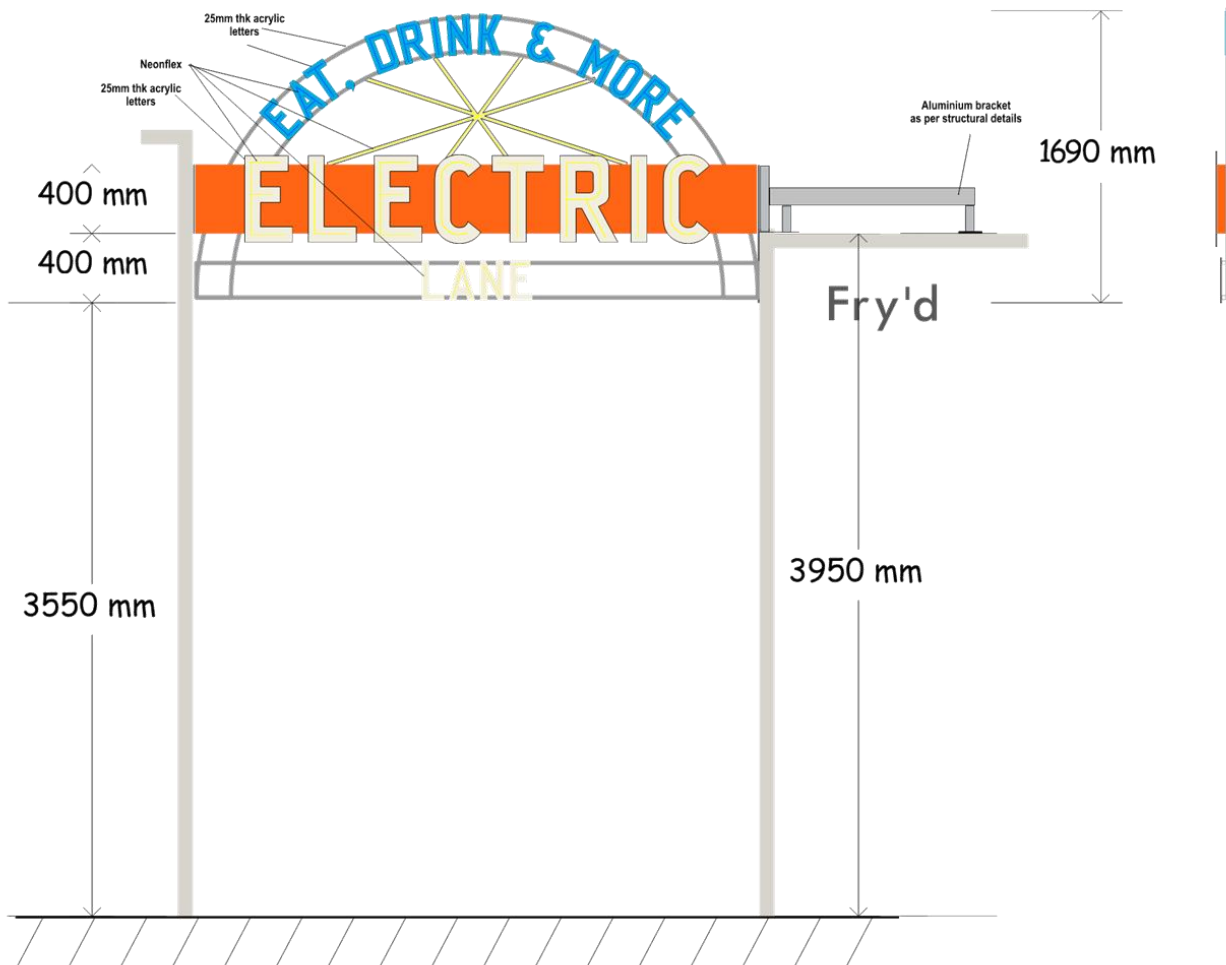 25mm thk acrylic
letters
EAT, DRINK & MORE
Neonflex
25mm thk acrylic
letters
Aluminium bracket
as per structural details
1690 mm
ELECTRIC
400 mm
400 mm
LANE
Fry'd
3950 mm
3550 mm